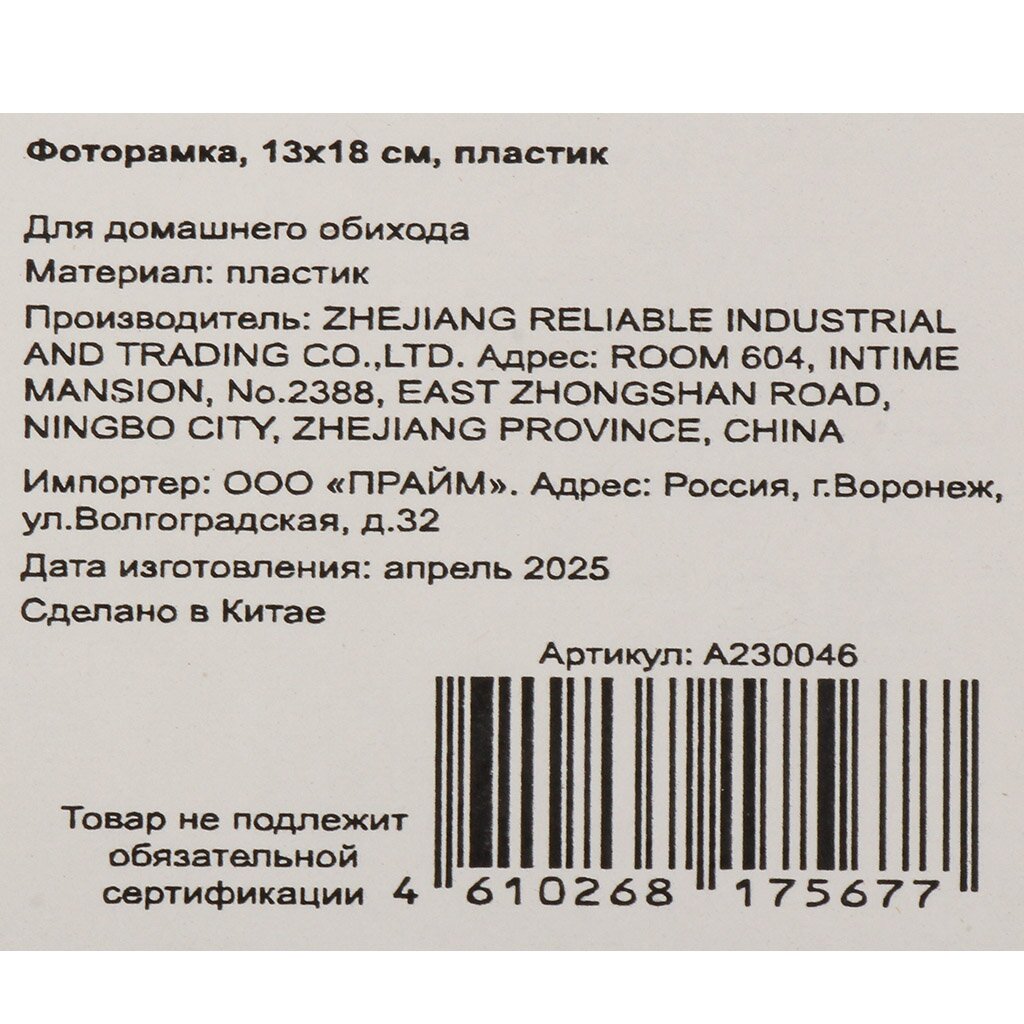 Фоторамка, 13х18 см, пластик
Для домашнего обихода
Материал: пластик
Производитель: ZHEJIANG RELIABLE INDUSTRIAL
AND TRADING CO.,LTD. Адрес: ROOM 604, INTIME
MANSION, No.2388, EAST ZHONGSHAN ROAD,
NINGBO CITY, ZHEJIANG PROVINCE, CHINA
Импортер: ООО «ПРАЙМ». Адрес: Россия, г.Воронеж,
ул.Волгоградская, д.32
Дата изготовления: апрель 2025
Сделано в Китае
Артикул: A230046
Товар не подлежит
обязательной
сертификации
4 610268 175677